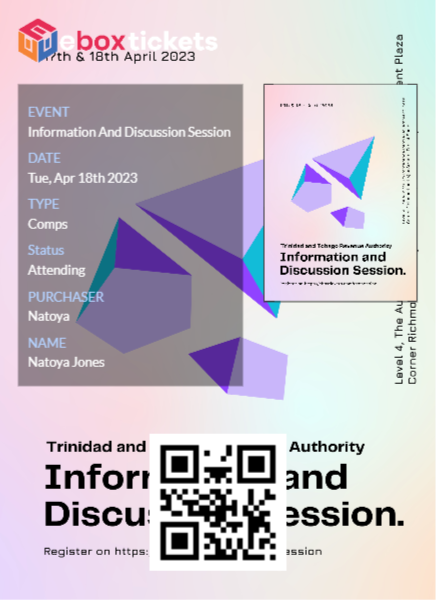 eboxtickets
17th & 18th April 2023
EVENT
Information And Discussion Session
DATE
Tue, Apr 18th 2023
TYPE
Comps
Status
Attending
PURCHASER
Natoya
NAME
Natoya Jones
Trinidad and Tobago Revenue Authority
Information and
Discussion Session.
ent Plaza
Level 4, The Au
Corner Richmo
Trinidad and Authority
Infor and
Discus ession.
Register on https: ession